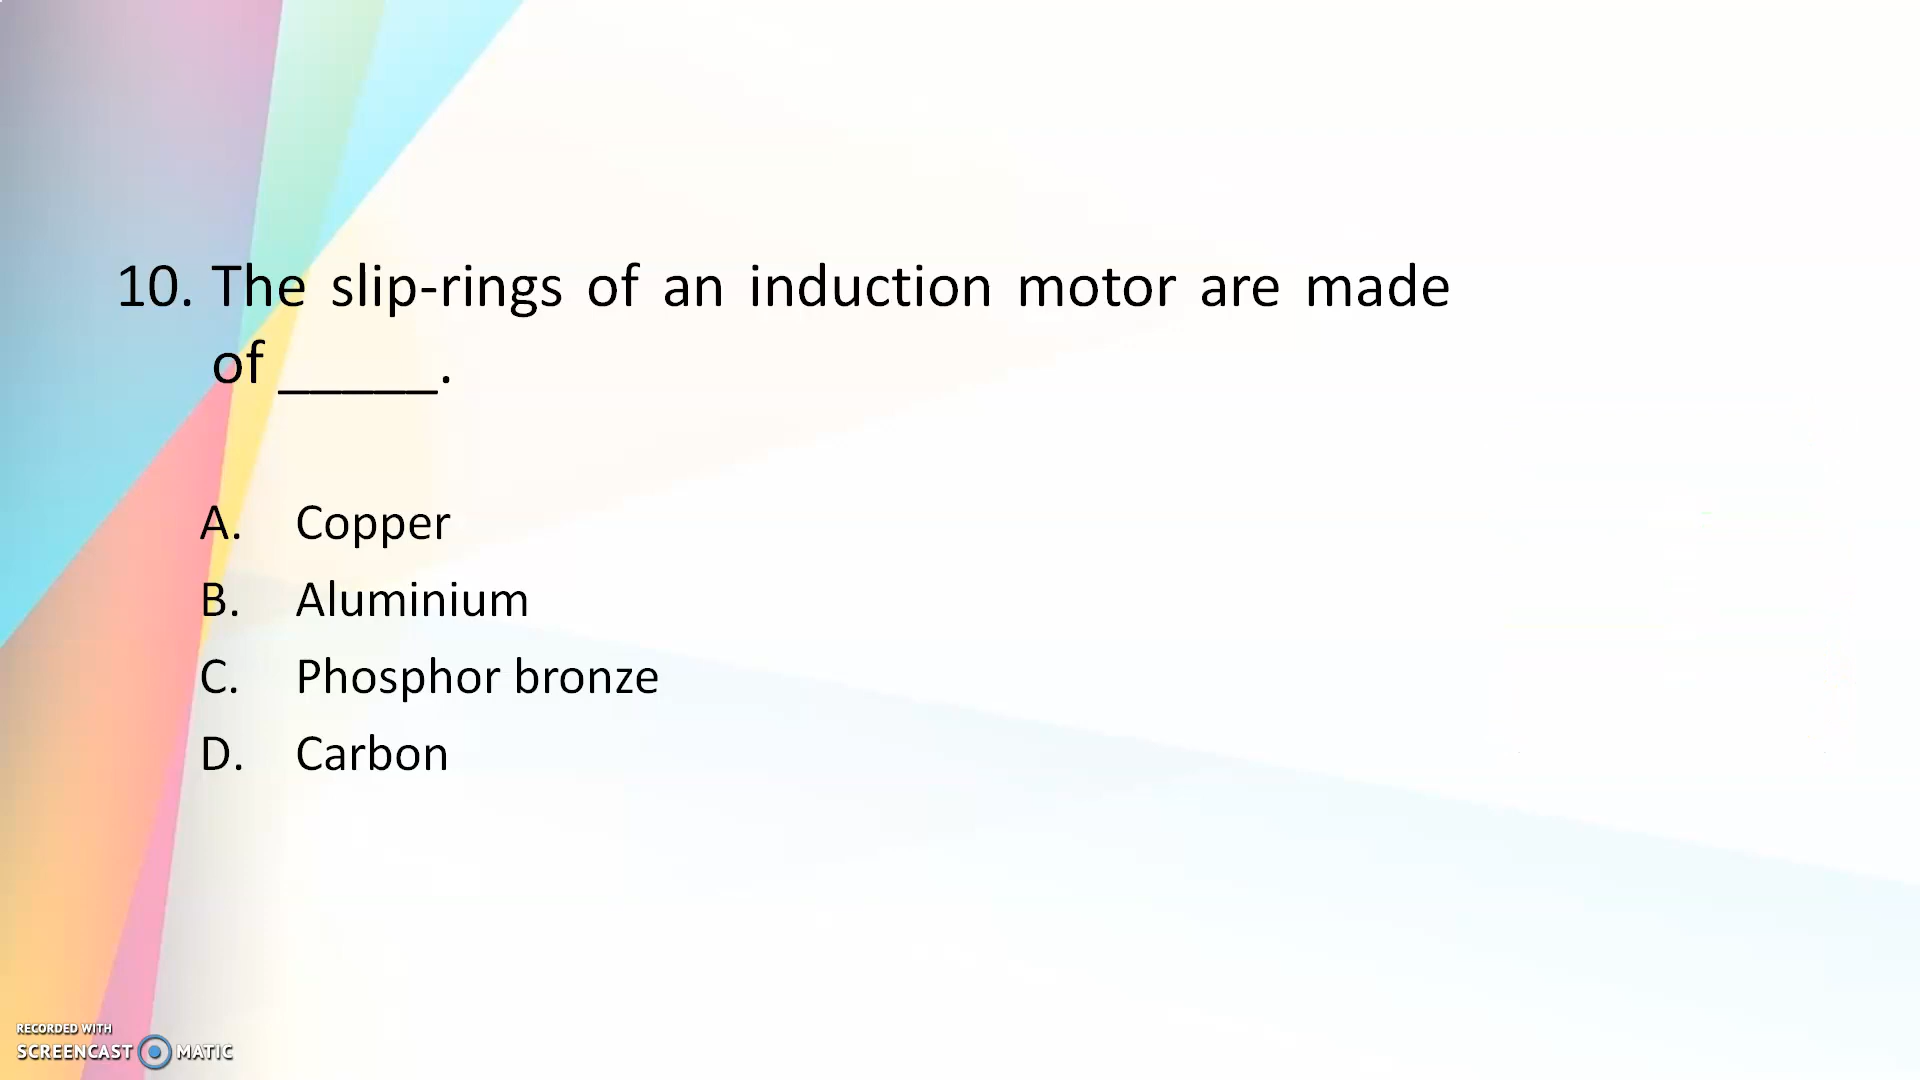 10. The slip-rings of an induction motor are made
of _____.
A. Copper
B. Aluminium
C. Phosphor bronze
D. Carbon
RECORDED WITH
SCREENCAST MATIC